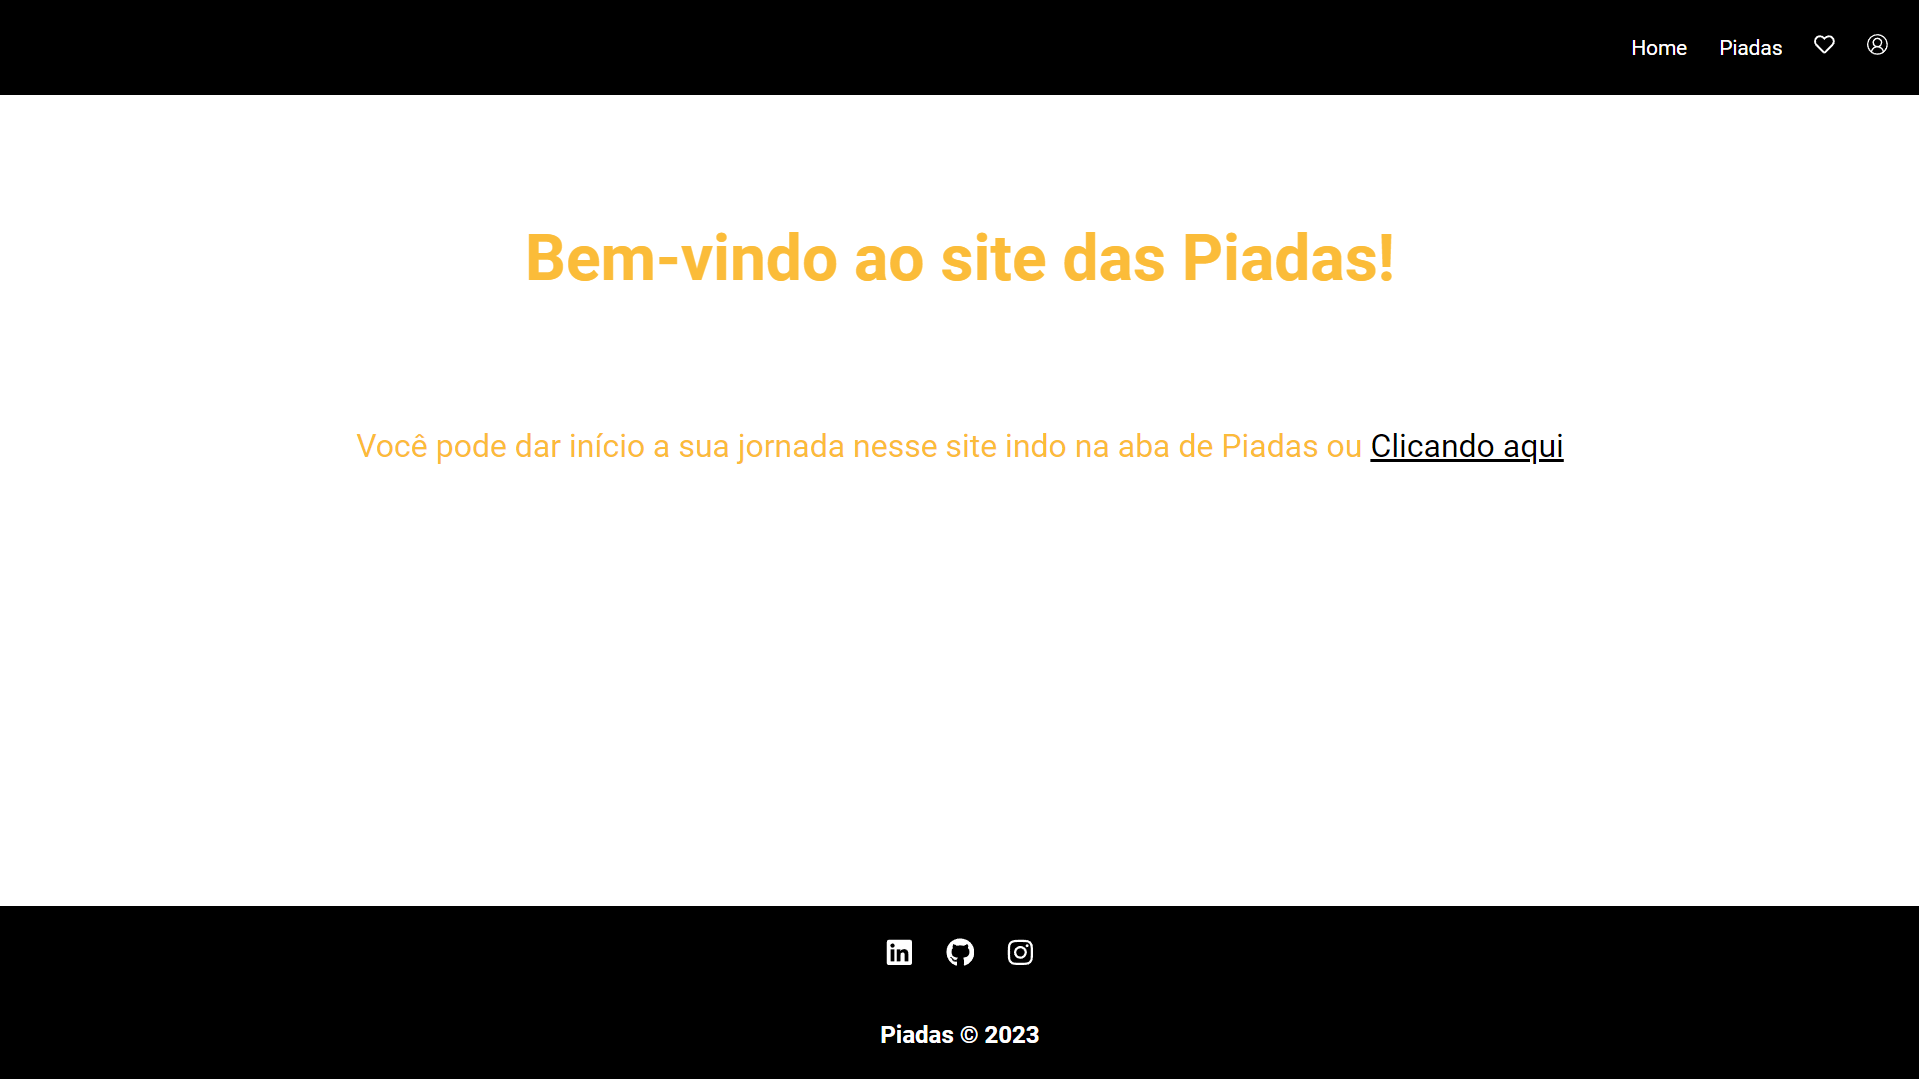 Home Piadas
Bem-vindo ao site das Piadas!
Você pode dar início a sua jornada nesse site indo na aba de Piadas ou Clicando aqui
Piadas © 2023